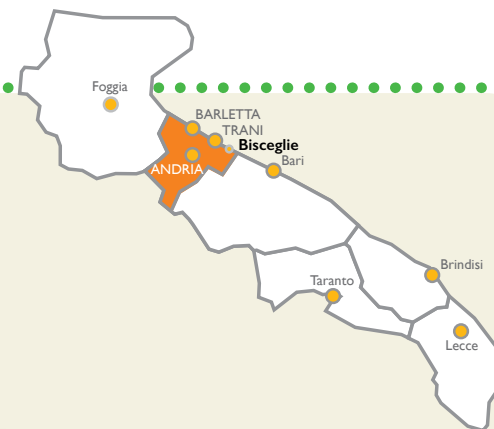 Foggia
BARLETTA
TRANI
Bisceglie
Bari
ANDRIA
Brindisi
Taranto
Lecce